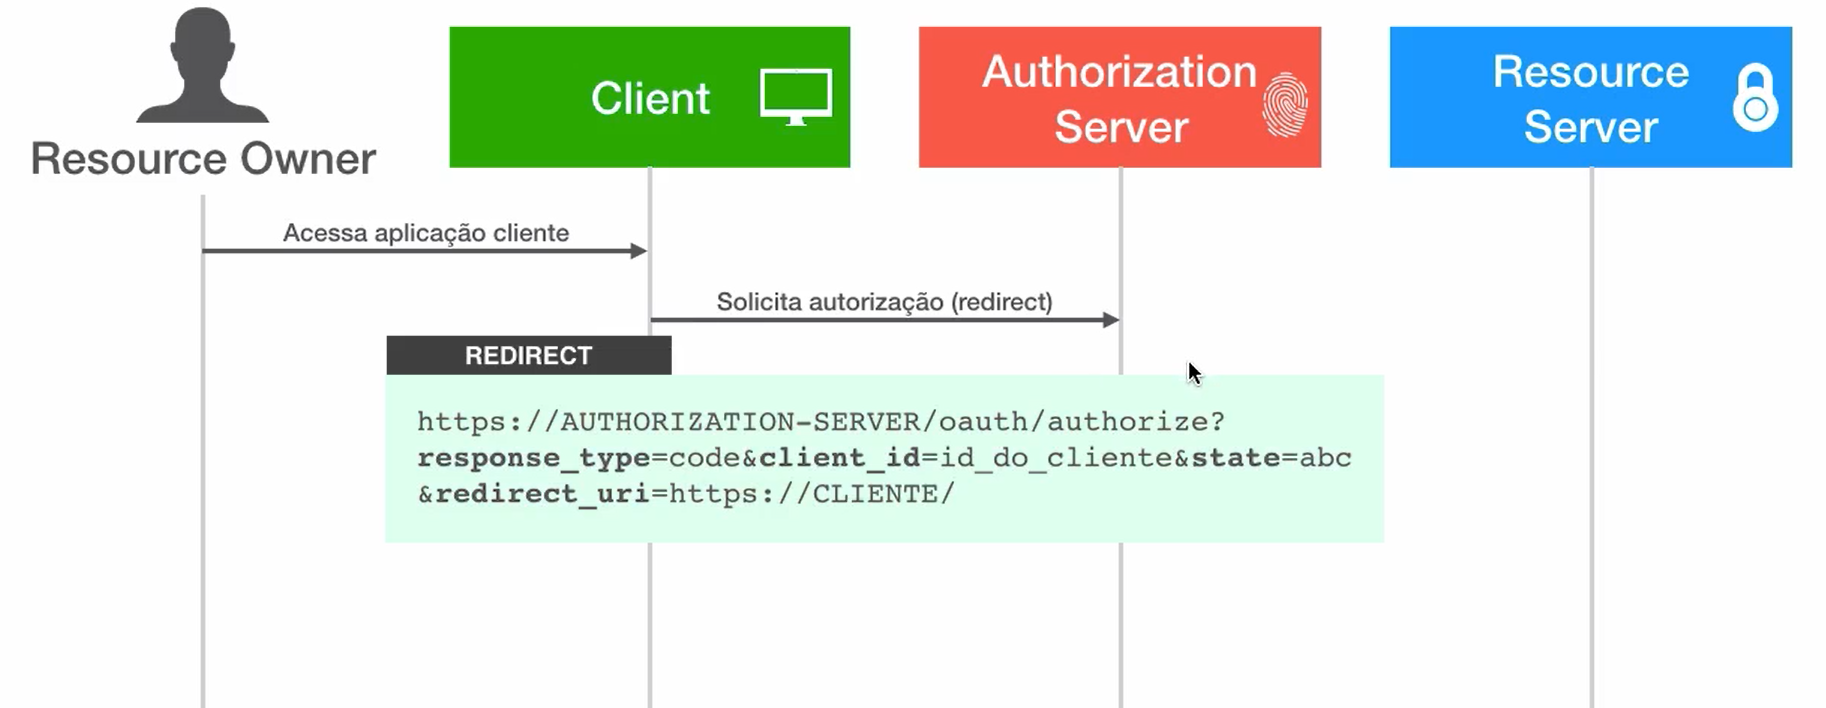 Resource Owner
Client
Authorization
Server
Resource
Server
Acessa aplicação cliente
Solicita autorização (redirect)
REDIRECT
https://AUTHORIZATION-SERVER/oauth/authorize?
response_type=code&client_id=id_do_cliente&state=abc
&redirect_uri=https://CLIENTE/